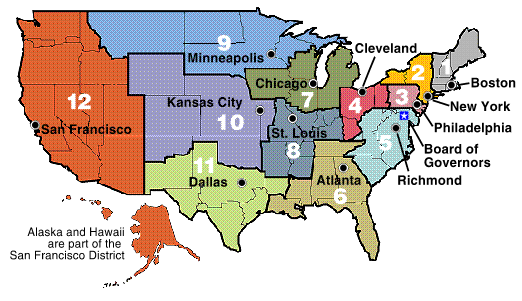 9
Minneapolis
Cleveland
2
1
Chicago
7
Boston
12
Kansas City
4
3
New York
San Francisco
10
St. Louis
Philadelphia
8
5
Board of
Governors
11
Dallas
Atlanta
6
Richmond
Alaska and Hawaii
are part of the
San Francisco District